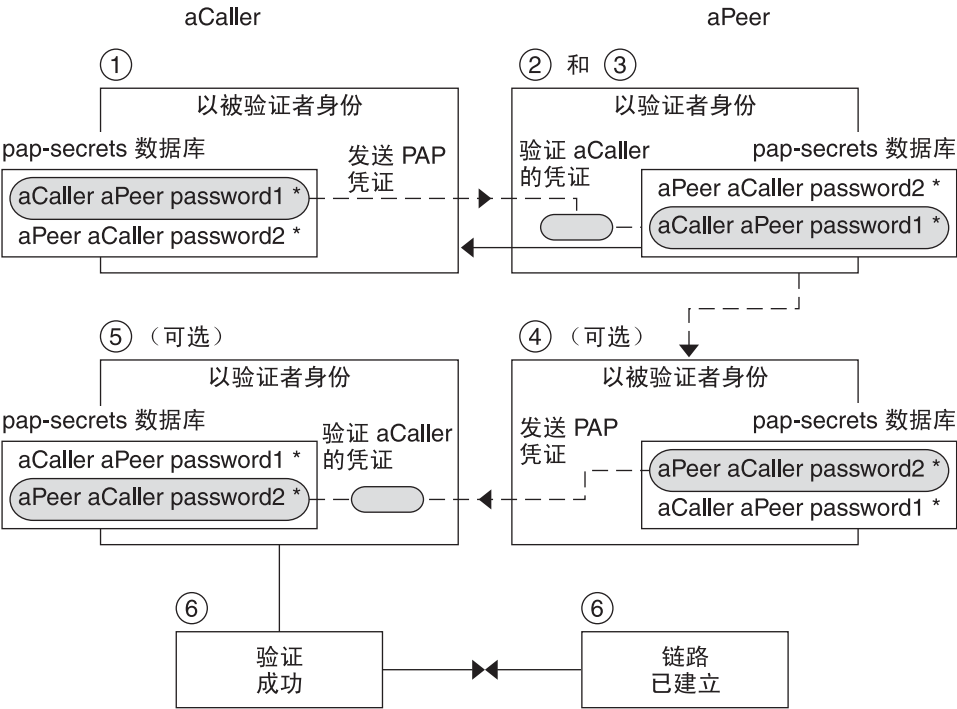 aCaller
aPeer
①
② 和 ③
以被验证者身份
以验证者身份
pap-secrets 数据库
发送 PAP
凭证
aCaller aPeer password1 *
aPeer aCaller password2 *
验证 aCaller
的凭证
pap-secrets 数据库
aPeer aCaller password2 *
aCaller aPeer password1 *
⑤ （可选）
④ （可选）
以验证者身份
以被验证者身份
pap-secrets 数据库
验证 aCaller
的凭证
aCaller aPeer password1 *
aPeer aCaller password2 *
发送 PAP
凭证
pap-secrets 数据库
aPeer aCaller password2 *
aCaller aPeer password1 *
⑥
验证
成功
⑥
链路
已建立